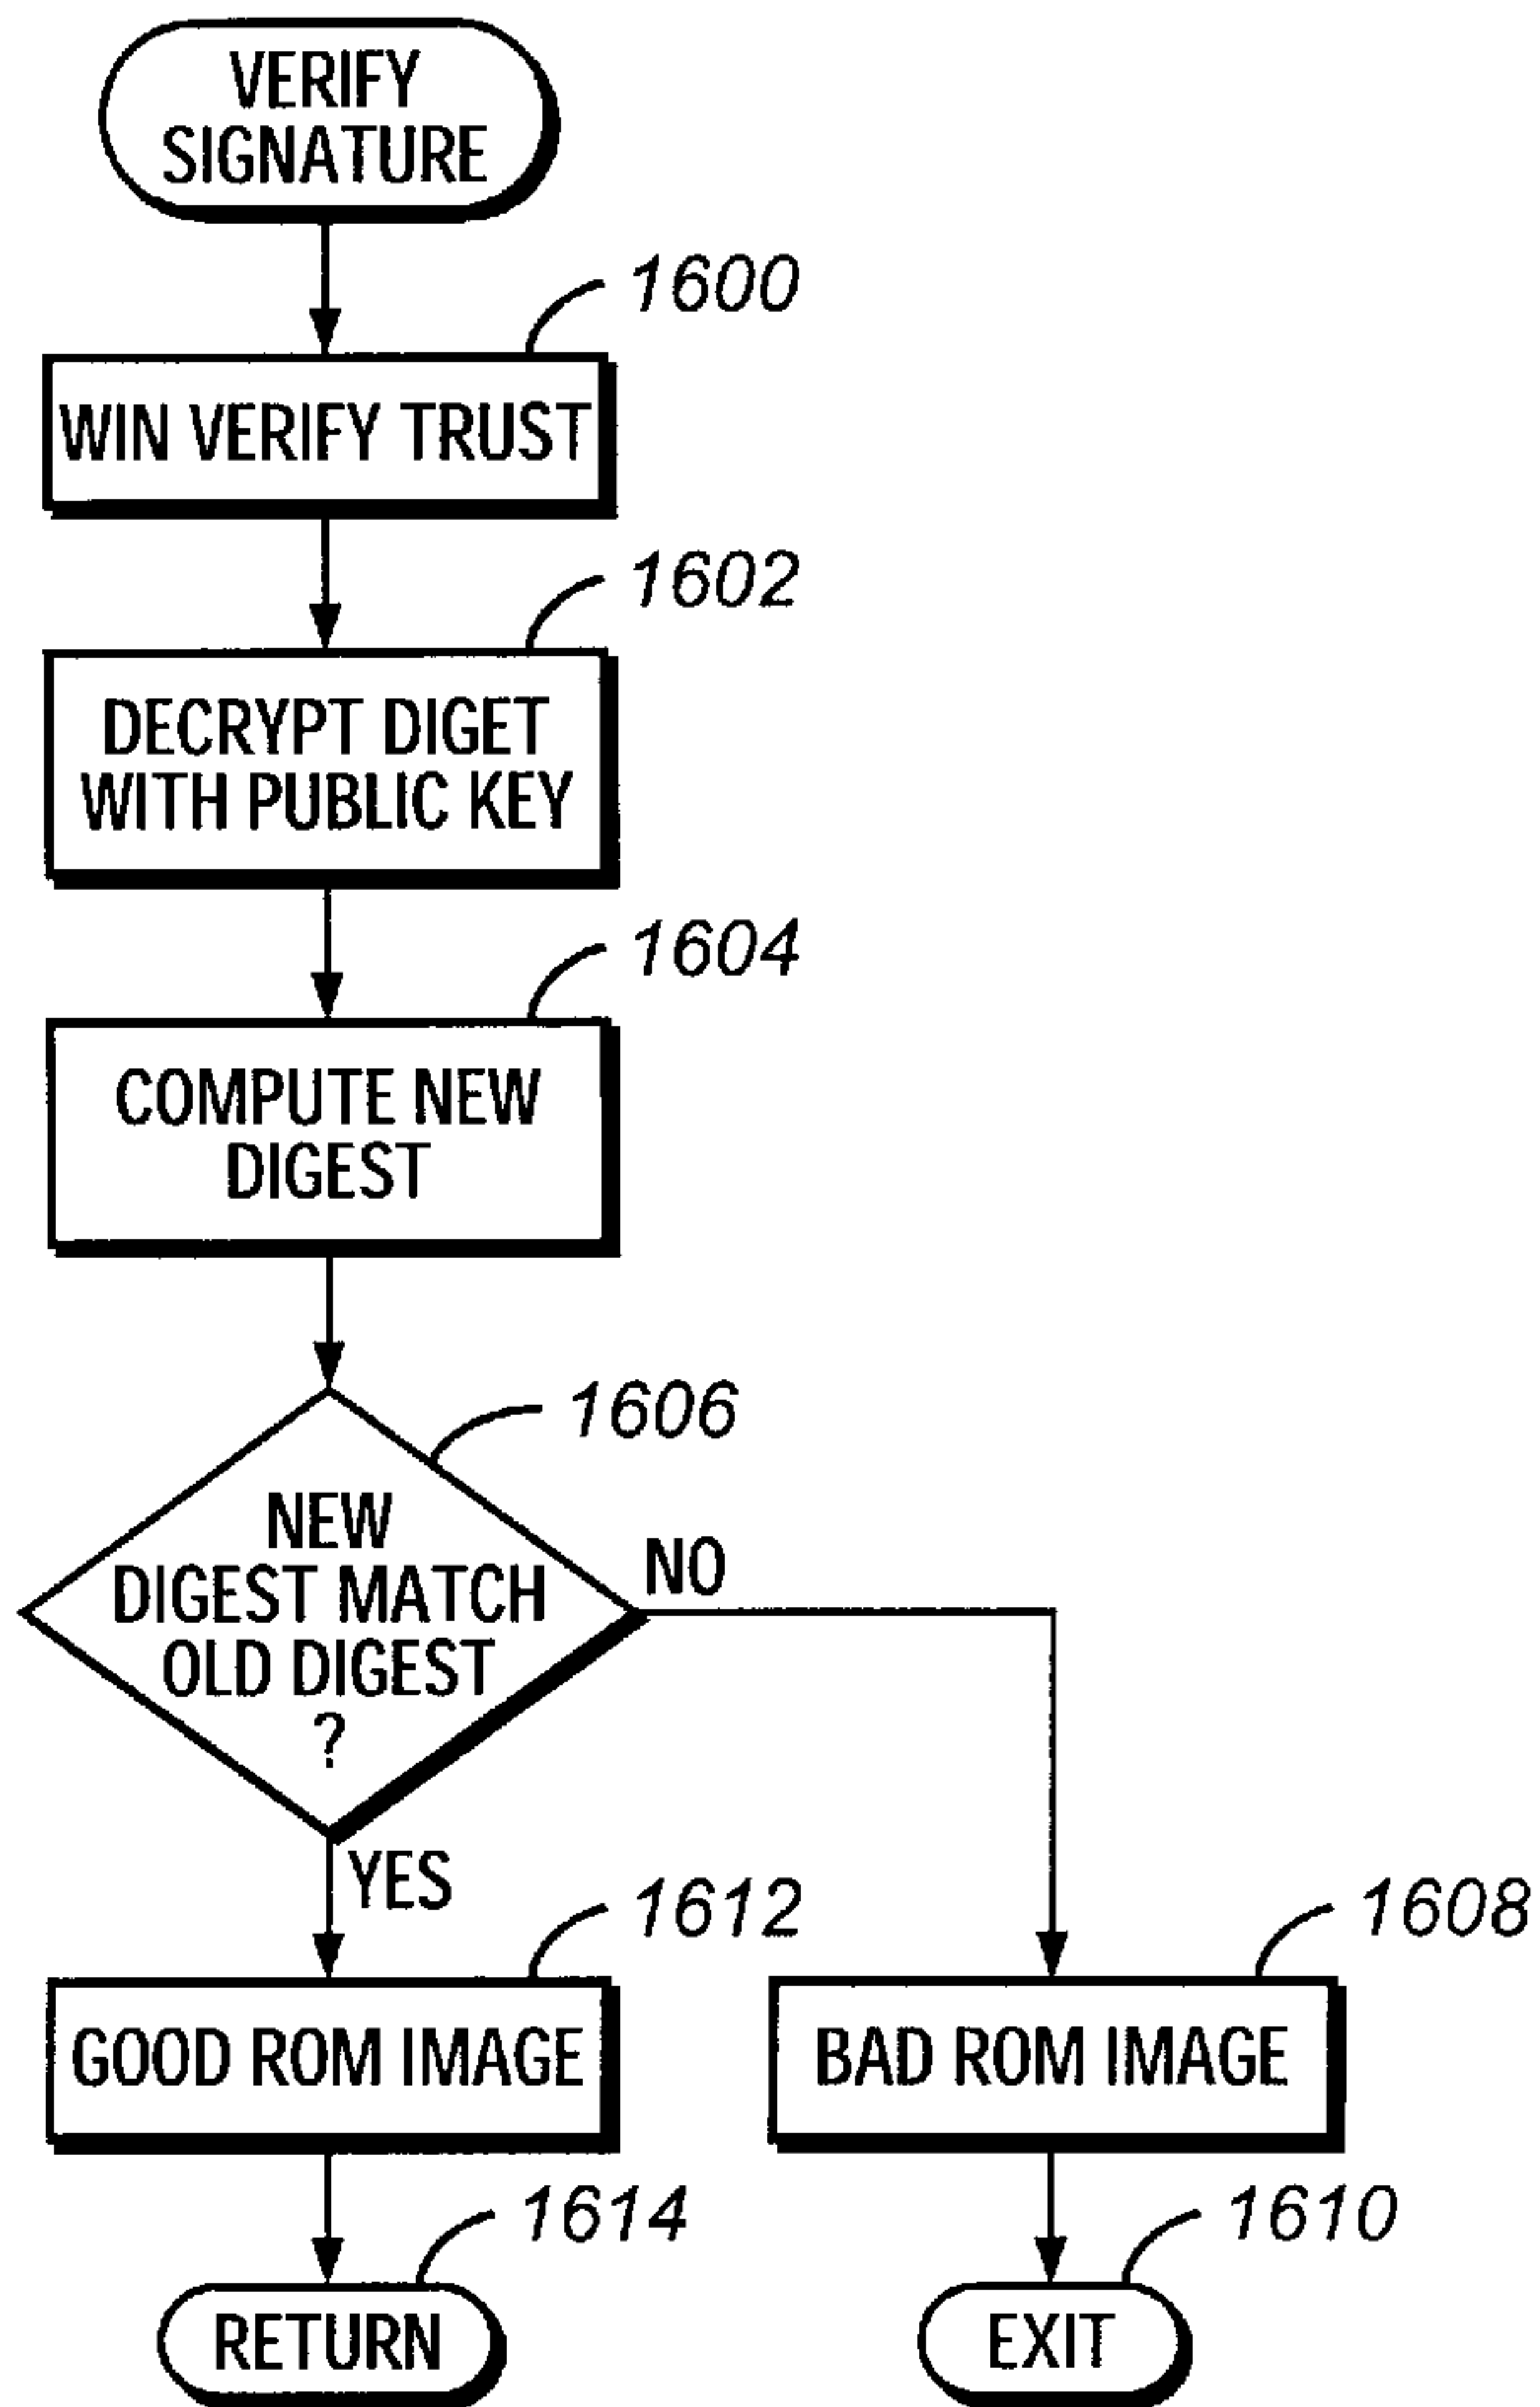 VERIFY
SIGNATURE
1600
WIN VERIFY TRUST
1602
DECRYPT DIGET
WITH PUBLIC KEY
1604
COMPUTE NEW
DIGEST
1606
NEW
DIGEST MATCH
OLD DIGEST
?
NO
YES
1612
GOOD ROM IMAGE
1608
BAD ROM IMAGE
1614
RETURN
1610
EXIT